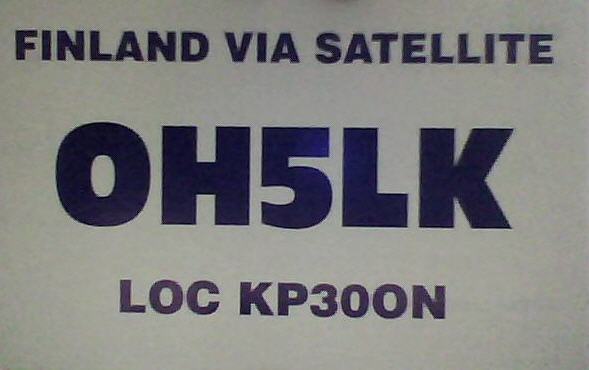 FINLAND VIA SATELLITE
OH5LK
LOC KP30ON